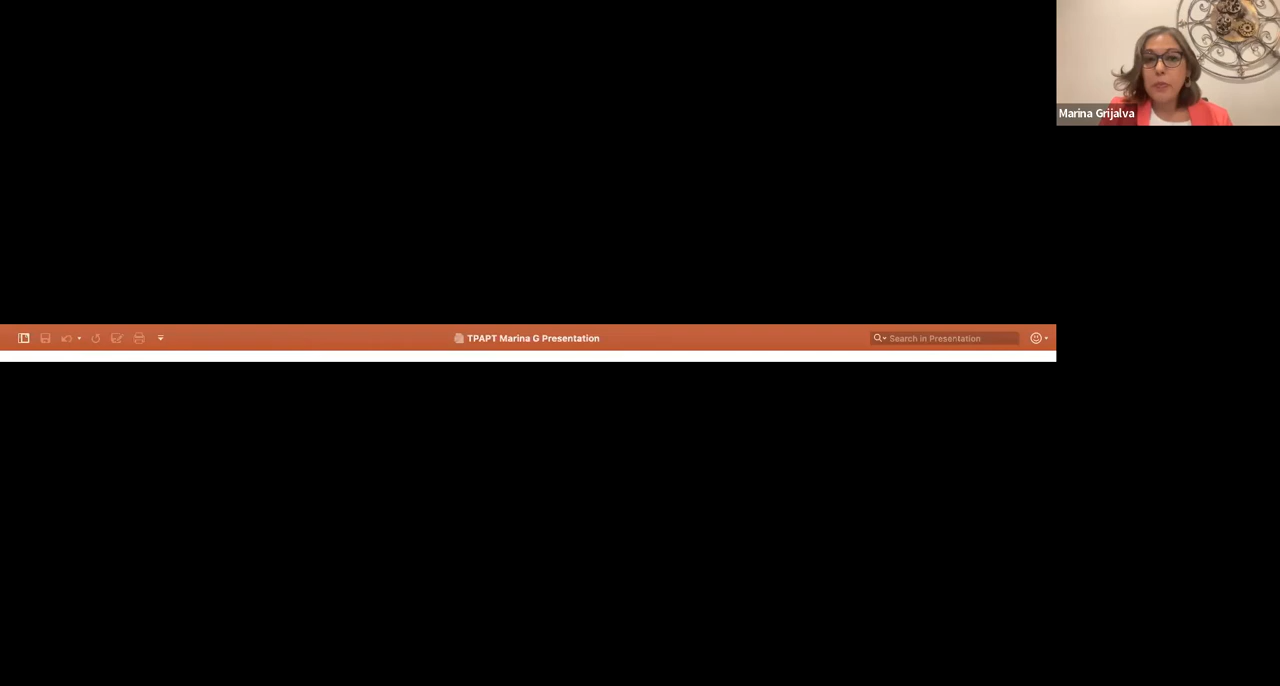 Marina Grijalva
TPAPT Marina G Presentation
Search in Presentation